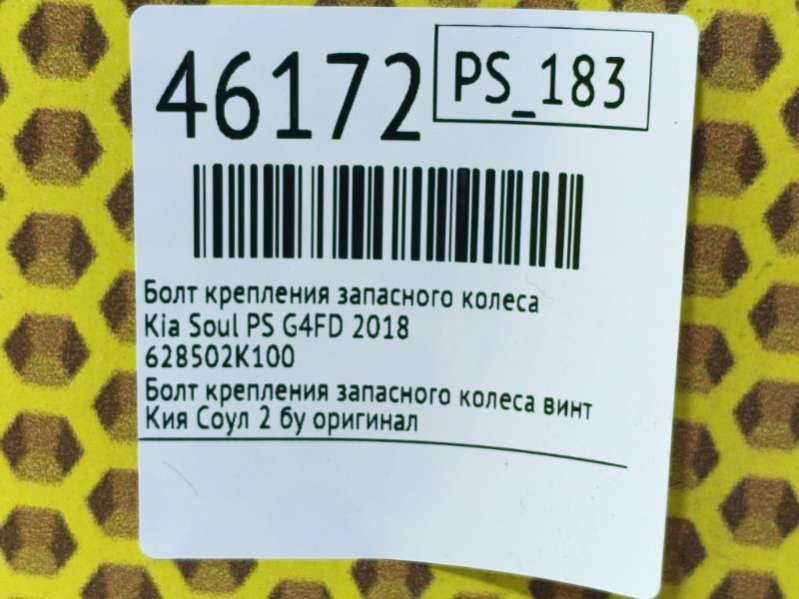 46172
PS_183
Болт крепления запасного колеса
Kia Soul PS G4FD 2018
628502K100
Болт крепления запасного колеса винт
Кия Соул 2 бу оригинал